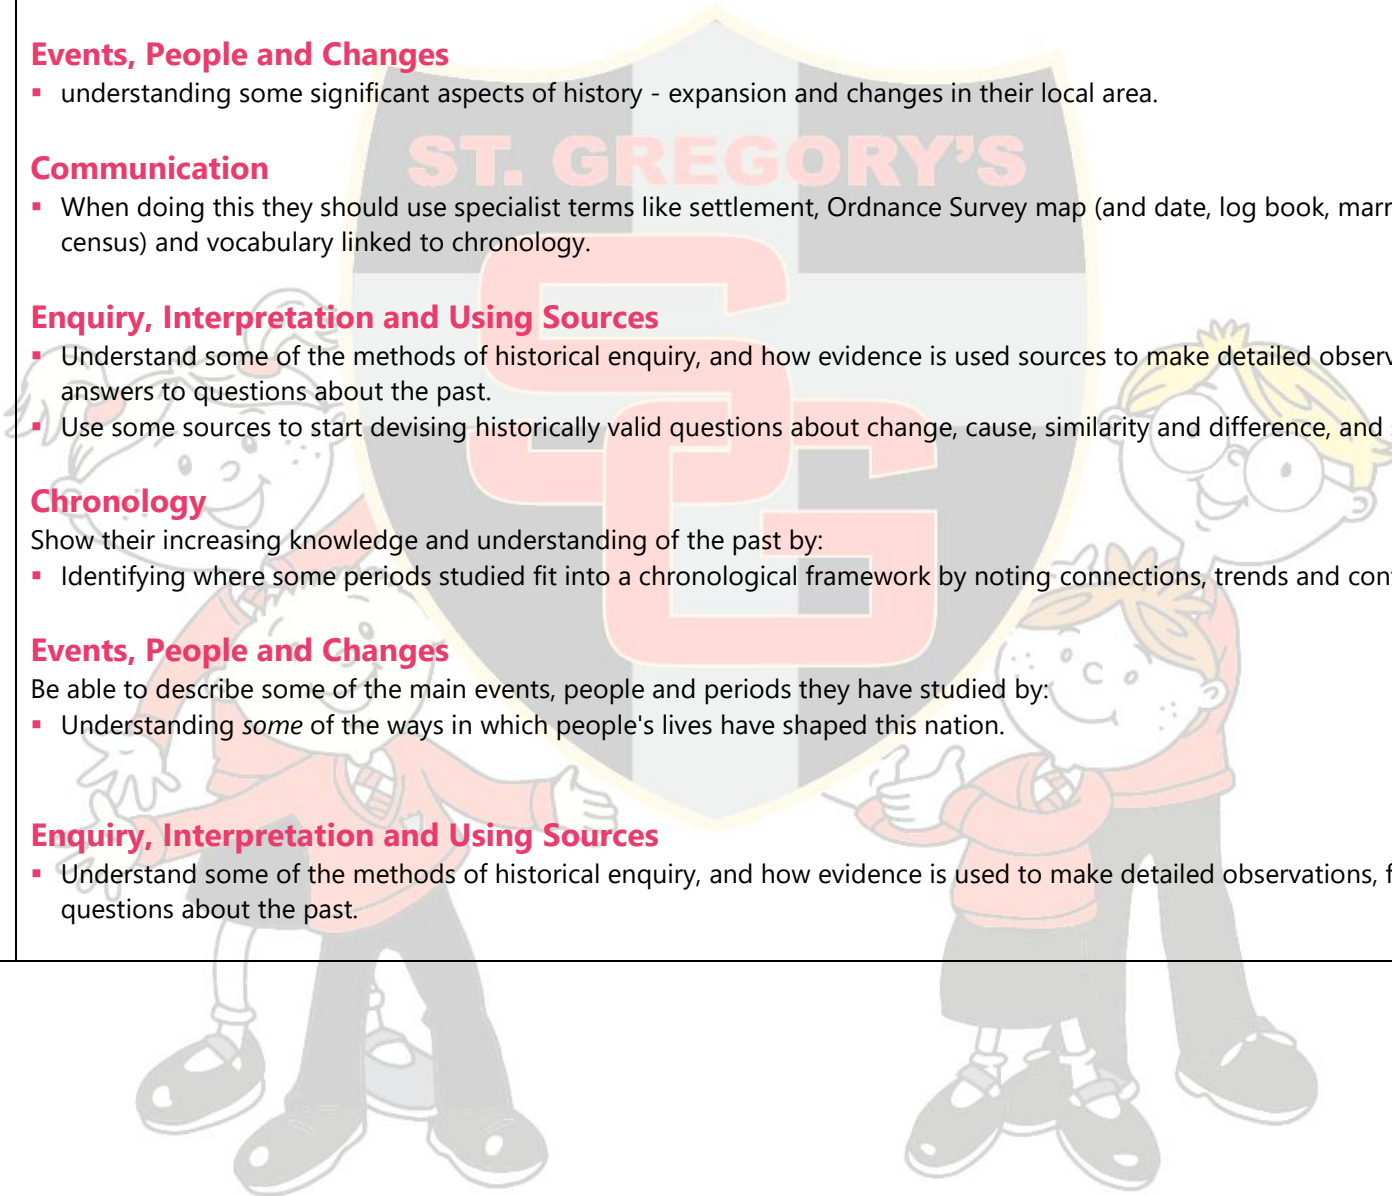 Events, People and Changes
▪ understanding some significant aspects of history - expansion and changes in their local area.
Communication
▪ When doing this they should use specialist terms like settlement, Ordnance Survey map (and date, log book, marr
census) and vocabulary linked to chronology.
Enquiry, Interpretation and Using Sources
▪ Understand some of the methods of historical enquiry, and how evidence is used sources to make detailed observ
answers to questions about the past.
▪ Use some sources to start devising historically valid questions about change, cause, similarity and difference, and
Chronology
Show their increasing knowledge and understanding of the past by:
▪ Identifying where some periods studied fit into a chronological framework by noting connections, trends and con
Events, People and Changes
Be able to describe some of the main events, people and periods they have studied by:
▪ Understanding some of the ways in which people's lives have shaped this nation.
Enquiry, Interpretation and Using Sources
▪ Understand some of the methods of historical enquiry, and how evidence is used to make detailed observations, f
questions about the past.
ST. GREGORY'S
SG